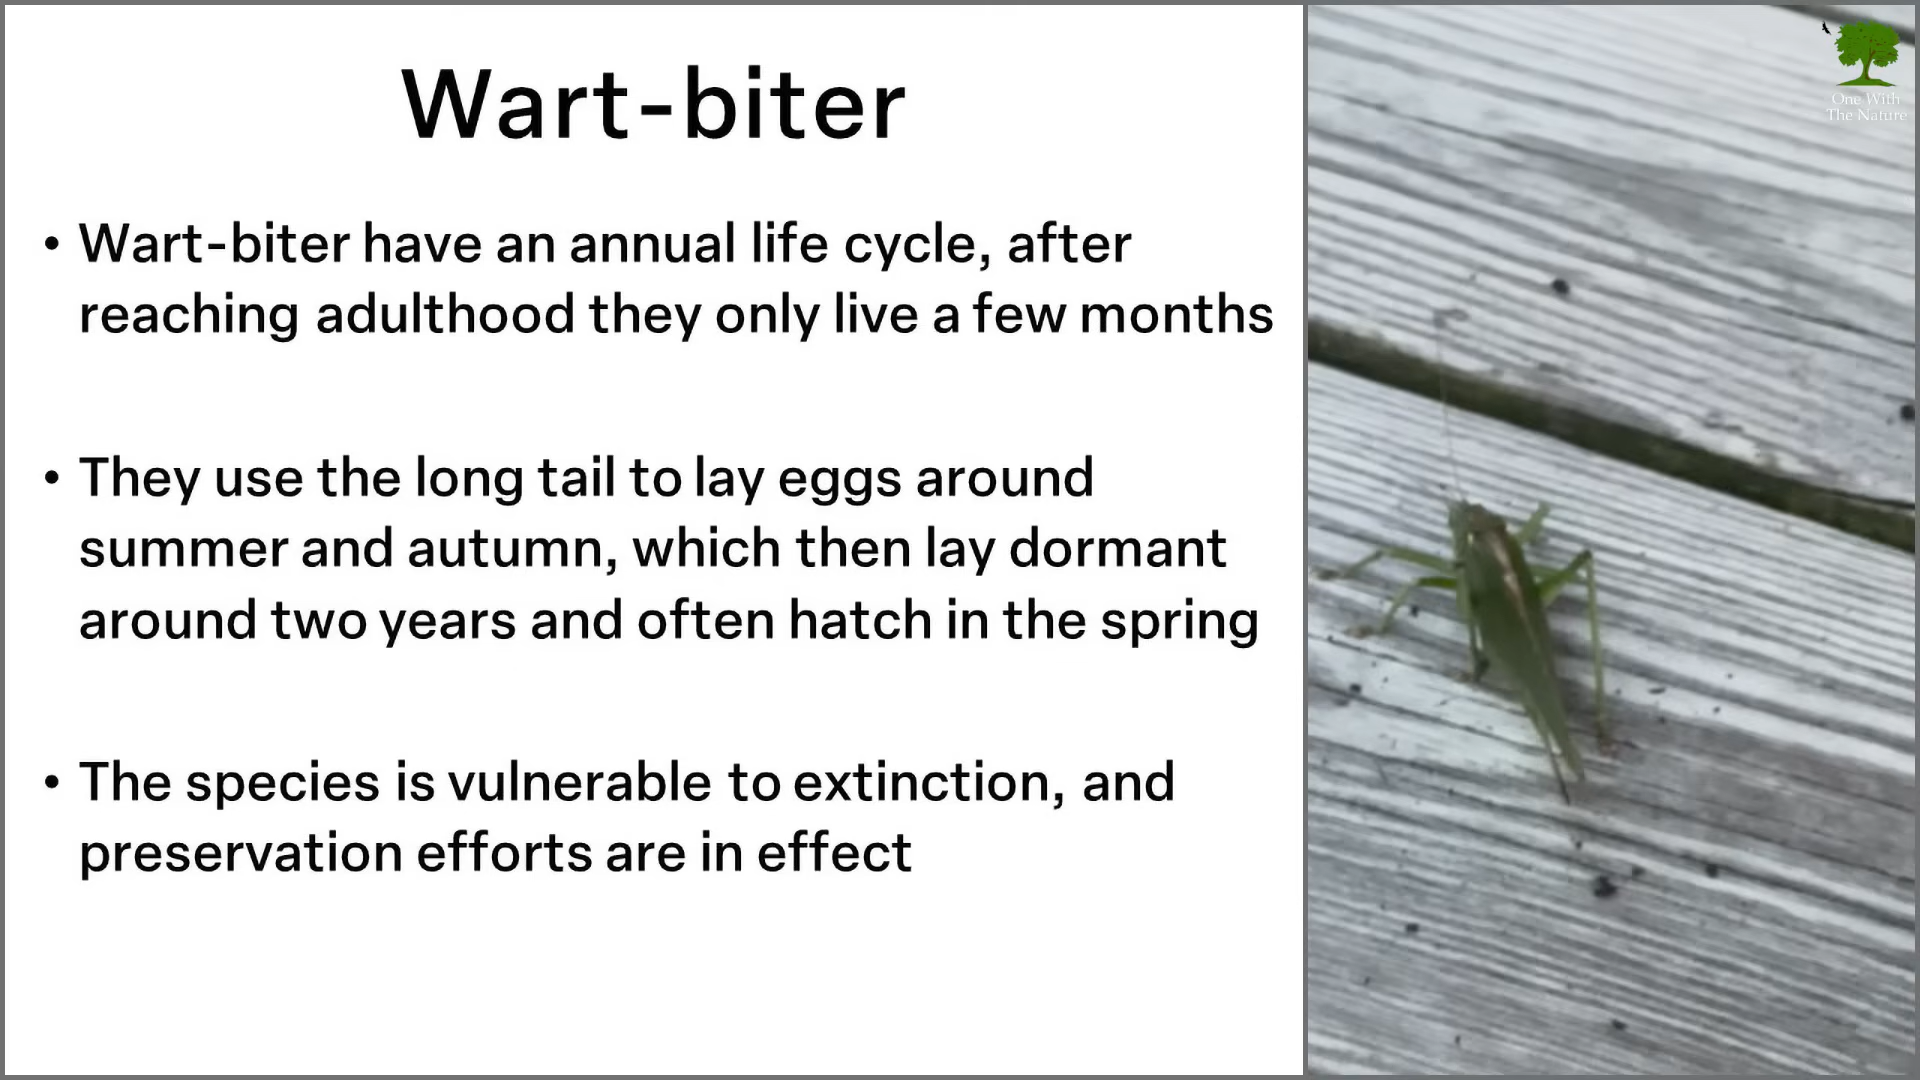 Wart-biter
• Wart-biter have an annual life cycle, after
reaching adulthood they only live a few months
• They use the long tail to lay eggs around
summer and autumn, which then lay dormant
around two years and often hatch in the spring
• The species is vulnerable to extinction, and
preservation efforts are in effect
One With
The Nature